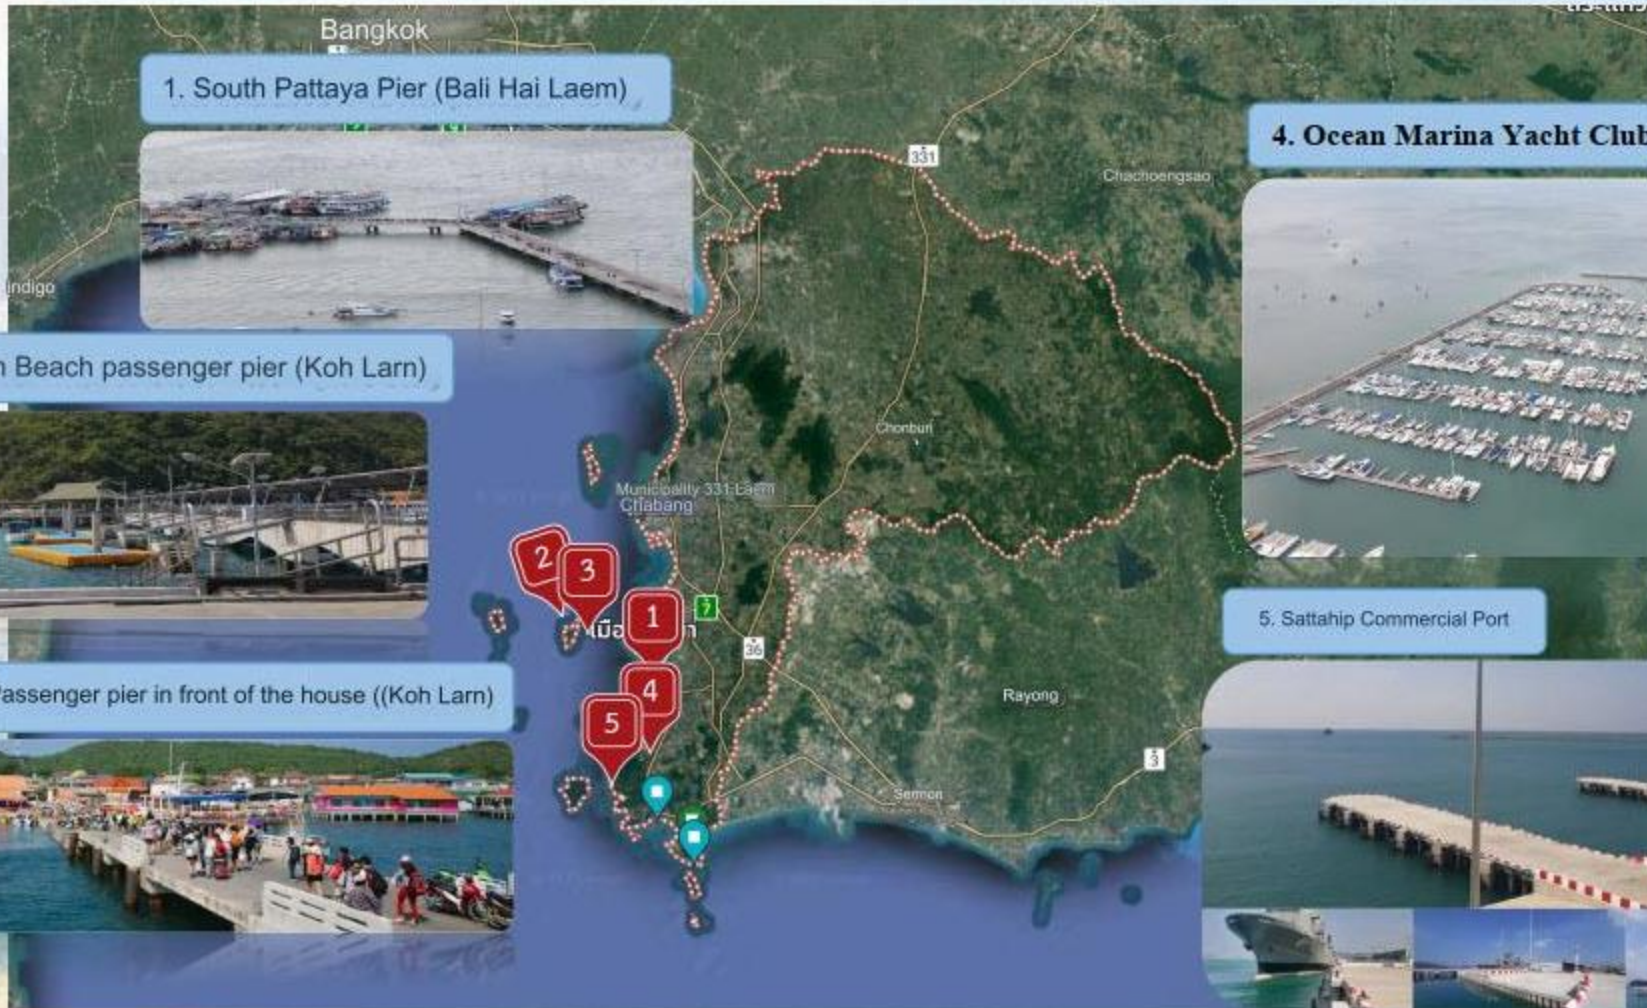 Bangkok
1. South Pattaya Pier (Bali Hai Laem)
331
4. Ocean Marina Yacht Club
Chachoengsao
indigo
Beach passenger pier (Koh Larn)
Chonburi
Municipality 331 Laem
Chabang
2
3
1
7
5. Sattahip Commercial Port
36
4
Passenger pier in front of the house ((Koh Larn)
5
Rayong
3
Sermon